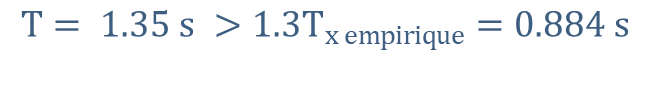 T = 1.35 s > 1.3Tx empirique = 0.884 s